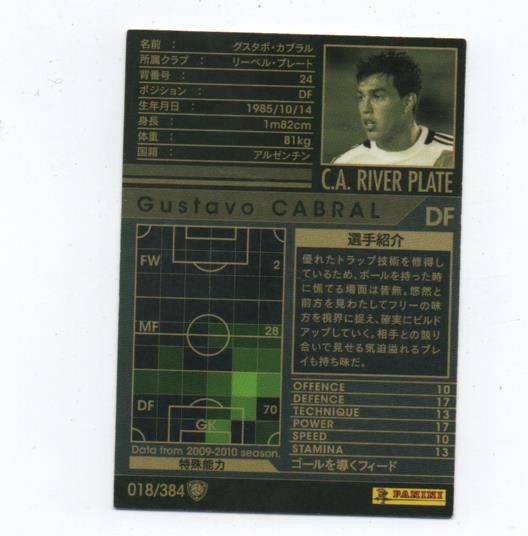 名前 : グスタボ・カブラル
所属クラブ : リーベル・プレート
背番号 : 24
ポジション : DF
生年月日 : 1985/10/14
身長 : 1m82cm
体重 : 81kg
国籍 : アルゼンチン
C.A. RIVER PLATE
Gustavo CABRAL
DF
FW 2
MF 28
DF 70
GK
Data from 2009-2010 season.
特殊能力
選手紹介
優れたトラップ技術を修得し
ているため、ボールを持った時
に慌てる場面は皆無。悠然と
前方を見わたしてフリーの味
方を視界に捉え、確実にビルド
アップしていく。相手との競り
合いで見せる気迫溢れるプレ
イも持ち味だ。
OFFENCE 10
DEFENCE 17
TECHNIQUE 13
POWER 17
SPEED 10
STAMINA 13
ゴールを導くフィード
018/384
PANINI